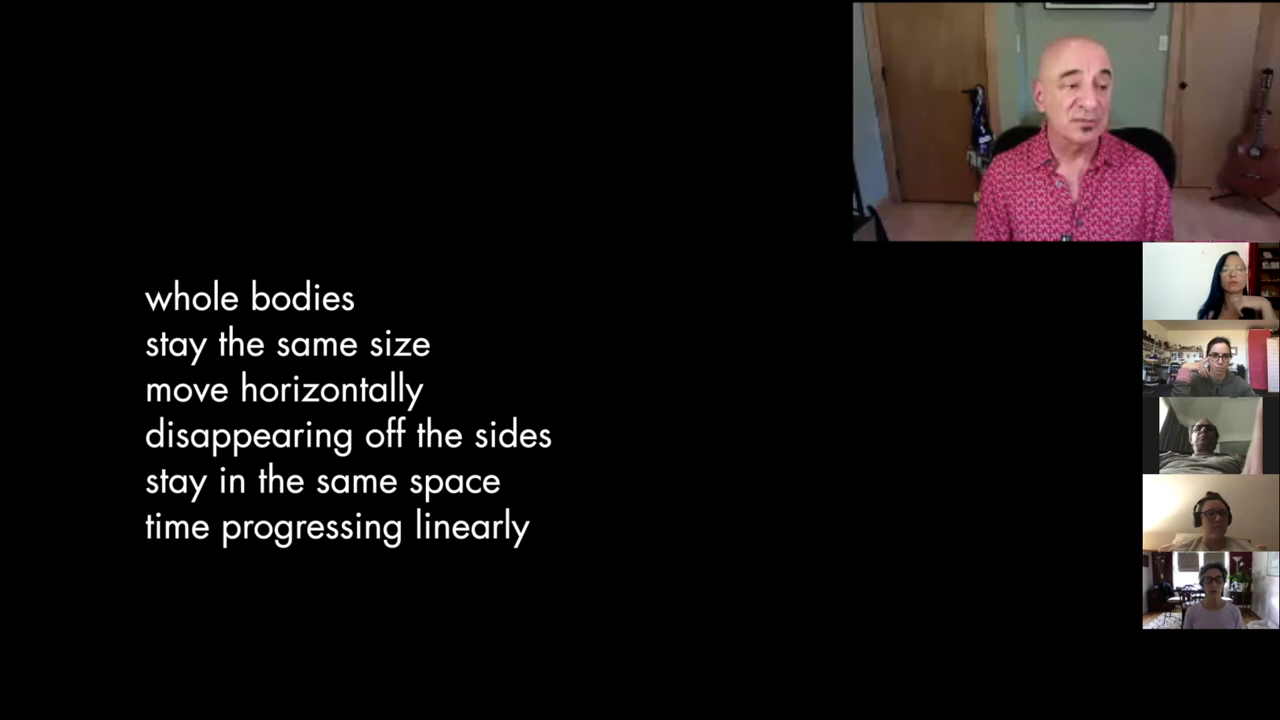 whole bodies
stay the same size
move horizontally
disappearing off the sides
stay in the same space
time progressing linearly